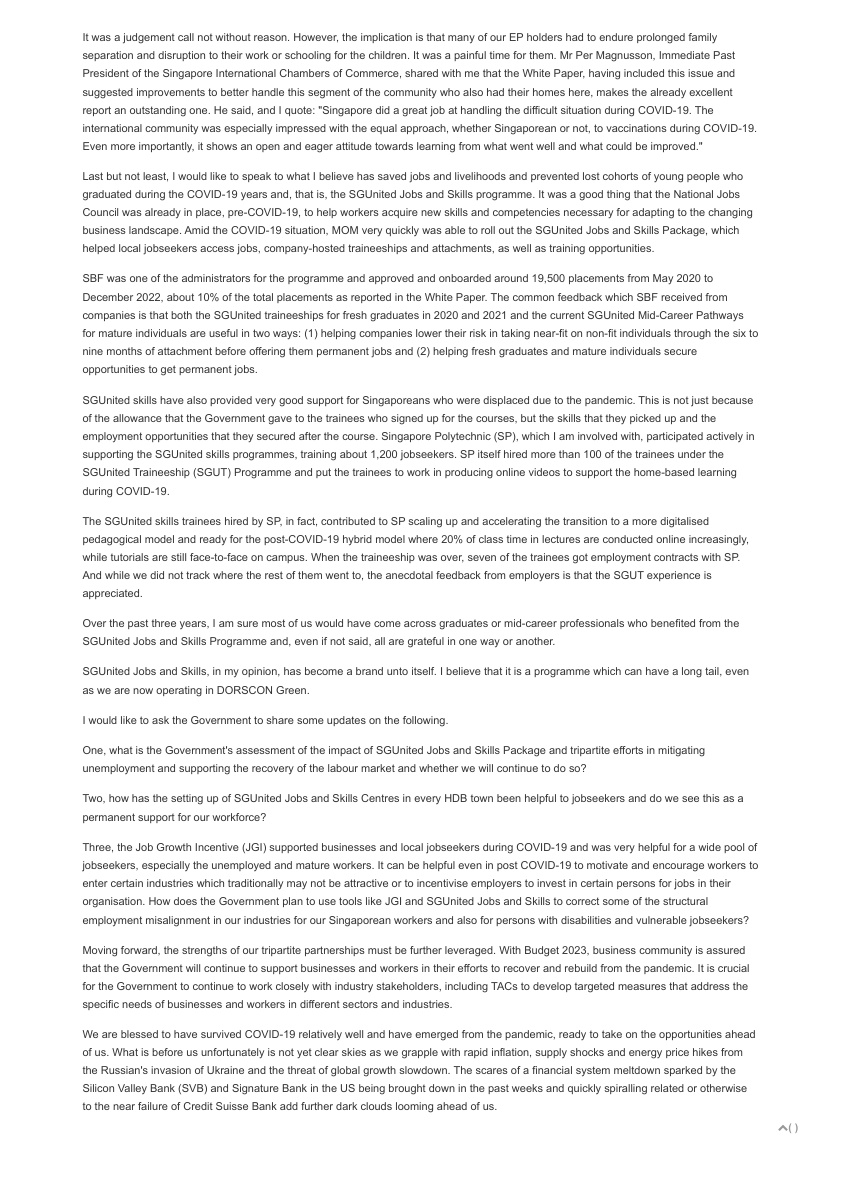 It was a judgement call not without reason. However, the implication is that many of our EP holders had to endure prolonged family
separation and disruption to their work or schooling for the children. It was a painful time for them. Mr Per Magnusson, Immediate Past
President of the Singapore International Chambers of Commerce, shared with me that the White Paper, having included this issue and
suggested improvements to better handle this segment of the community who also had their homes here, makes the already excellent
report an outstanding one. He said, and I quote: "Singapore did a great job at handling the difficult situation during COVID-19. The
international community was especially impressed with the equal approach, whether Singaporean or not, to vaccinations during COVID-19.
Even more importantly, it shows an open and eager attitude towards learning from what went well and what could be improved."
Last but not least, I would like to speak to what I believe has saved jobs and livelihoods and prevented lost cohorts of young people who
graduated during the COVID-19 years and, that is, the SGUnited Jobs and Skills programme. It was a good thing that the National Jobs
Council was already in place, pre-COVID-19, to help workers acquire new skills and competencies necessary for adapting to the changing
business landscape. Amid the COVID-19 situation, MOM very quickly was able to roll out the SGUnited Jobs and Skills Package, which
helped local jobseekers access jobs, company-hosted traineeships and attachments, as well as training opportunities.
SBF was one of the administrators for the programme and approved and onboarded around 19,500 placements from May 2020 to
December 2022, about 10% of the total placements as reported in the White Paper. The common feedback which SBF received from
companies is that both the SGUnited traineeships for fresh graduates in 2020 and 2021 and the current SGUnited Mid-Career Pathways
for mature individuals are useful in two ways: (1) helping companies lower their risk in taking near-fit on non-fit individuals through the six to
nine months of attachment before offering them permanent jobs and (2) helping fresh graduates and mature individuals secure
opportunities to get permanent jobs.
SGUnited skills have also provided very good support for Singaporeans who were displaced due to the pandemic. This is not just because
of the allowance that the Government gave to the trainees who signed up for the courses, but the skills that they picked up and the
employment opportunities that they secured after the course. Singapore Polytechnic (SP), which I am involved with, participated actively in
supporting the SGUnited skills programmes, training about 1,200 jobseekers. SP itself hired more than 100 of the trainees under the
SGUnited Traineeship (SGUT) Programme and put the trainees to work in producing online videos to support the home-based learning
during COVID-19.
The SGUnited skills trainees hired by SP, in fact, contributed to SP scaling up and accelerating the transition to a more digitalised
pedagogical model and ready for the post-COVID-19 hybrid model where 20% of class time in lectures are conducted online increasingly,
while tutorials are still face-to-face on campus. When the traineeship was over, seven of the trainees got employment contracts with SP.
And while we did not track where the rest of them went to, the anecdotal feedback from employers is that the SGUT experience is
appreciated.
Over the past three years, I am sure most of us would have come across graduates or mid-career professionals who benefited from the
SGUnited Jobs and Skills Programme and, even if not said, all are grateful in one way or another.
SGUnited Jobs and Skills, in my opinion, has become a brand unto itself. I believe that it is a programme which can have a long tail, even
as we are now operating in DORSCON Green.
I would like to ask the Government to share some updates on the following.
One, what is the Government's assessment of the impact of SGUnited Jobs and Skills Package and tripartite efforts in mitigating
unemployment and supporting the recovery of the labour market and whether we will continue to do so?
Two, how has the setting up of SGUnited Jobs and Skills Centres in every HDB town been helpful to jobseekers and do we see this as a
permanent support for our workforce?
Three, the Job Growth Incentive (JGI) supported businesses and local jobseekers during COVID-19 and was very helpful for a wide pool of
jobseekers, especially the unemployed and mature workers. It can be helpful even in post COVID-19 to motivate and encourage workers to
enter certain industries which traditionally may not be attractive or to incentivise employers to invest in certain persons for jobs in their
organisation. How does the Government plan to use tools like JGI and SGUnited Jobs and Skills to correct some of the structural
employment misalignment in our industries for our Singaporean workers and also for persons with disabilities and vulnerable jobseekers?
Moving forward, the strengths of our tripartite partnerships must be further leveraged. With Budget 2023, business community is assured
that the Government will continue to support businesses and workers in their efforts to recover and rebuild from the pandemic. It is crucial
for the Government to continue to work closely with industry stakeholders, including TACs to develop targeted measures that address the
specific needs of businesses and workers in different sectors and industries.
We are blessed to have survived COVID-19 relatively well and have emerged from the pandemic, ready to take on the opportunities ahead
of us. What is before us unfortunately is not yet clear skies as we grapple with rapid inflation, supply shocks and energy price hikes from
the Russian's invasion of Ukraine and the threat of global growth slowdown. The scares of a financial system meltdown sparked by the
Silicon Valley Bank (SVB) and Signature Bank in the US being brought down in the past weeks and quickly spiralling related or otherwise
to the near failure of Credit Suisse Bank add further dark clouds looming ahead of us.
( )